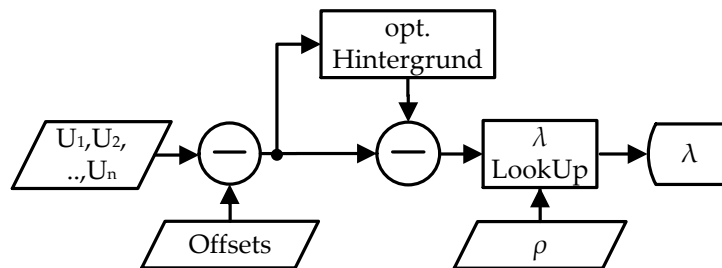 opt.
Hintergrund
U₁,U₂,
..,Uₙ
—
—
λ
LookUp
λ
Offsets
ρ